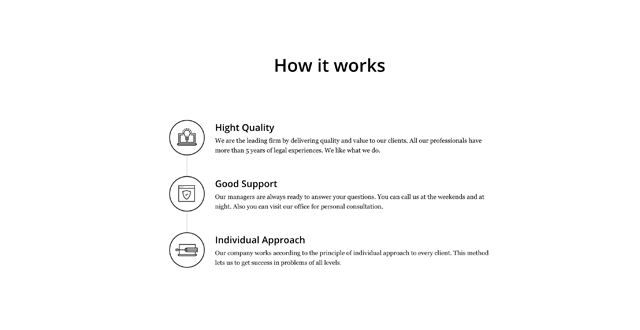 How it works
Hight Quality
We are the leading firm by delivering quality and value to our clients. All our professionals have
more than 5 years of legal experiences. We like what we do.
Good Support
Our managers are always ready to answer your questions. You can call us at the weekends and at
night. Also you can visit our office for personal consultation.
Individual Approach
Our company works according to the principle of individual approach to every client. This method
lets us to get success in problems of all levels.